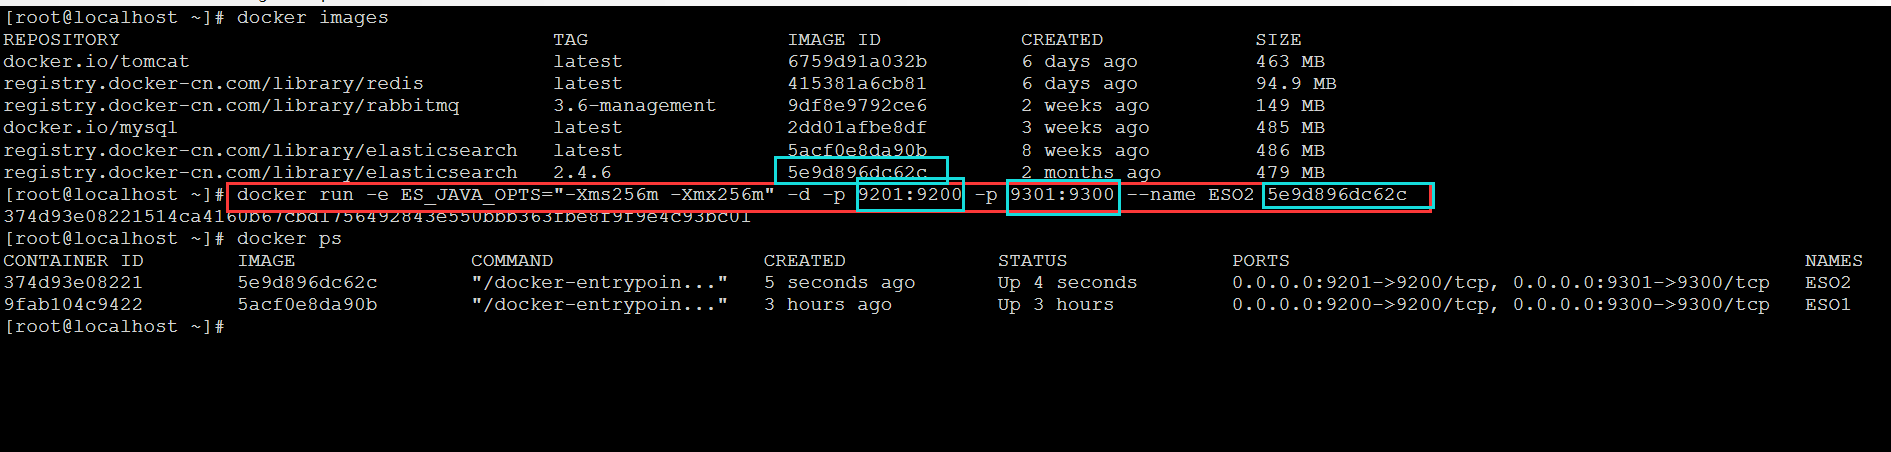 [root@localhost ~]# docker images
REPOSITORY TAG IMAGE ID CREATED SIZE
docker.io/tomcat latest 6759d91a032b 6 days ago 463 MB
registry.docker-cn.com/library/redis latest 415381a6cb81 6 days ago 94.9 MB
registry.docker-cn.com/library/rabbitmq 3.6-management 9df8e9792ce6 2 weeks ago 149 MB
docker.io/mysql latest 2dd01afbe8df 3 weeks ago 485 MB
registry.docker-cn.com/library/elasticsearch latest 5acf0e8da90b 8 weeks ago 486 MB
registry.docker-cn.com/library/elasticsearch 2.4.6 5e9d896dc62c 2 months ago 479 MB
[root@localhost ~]# docker run -e ES_JAVA_OPTS="-Xms256m -Xmx256m" -d -p 9201:9200 -p 9301:9300 --name ESO2 5e9d896dc62c
[root@localhost ~]# docker ps
CONTAINER ID IMAGE COMMAND CREATED STATUS PORTS NAMES
374d93e08221 5e9d896dc62c "/docker-entrypoin..." 5 seconds ago Up 4 seconds 0.0.0.0:9201->9200/tcp, 0.0.0.0:9301->9300/tcp ESO2
9fab104c9422 5acf0e8da90b "/docker-entrypoin..." 3 hours ago Up 3 hours 0.0.0.0:9200->9200/tcp, 0.0.0.0:9300->9300/tcp ESO1
[root@localhost ~]#